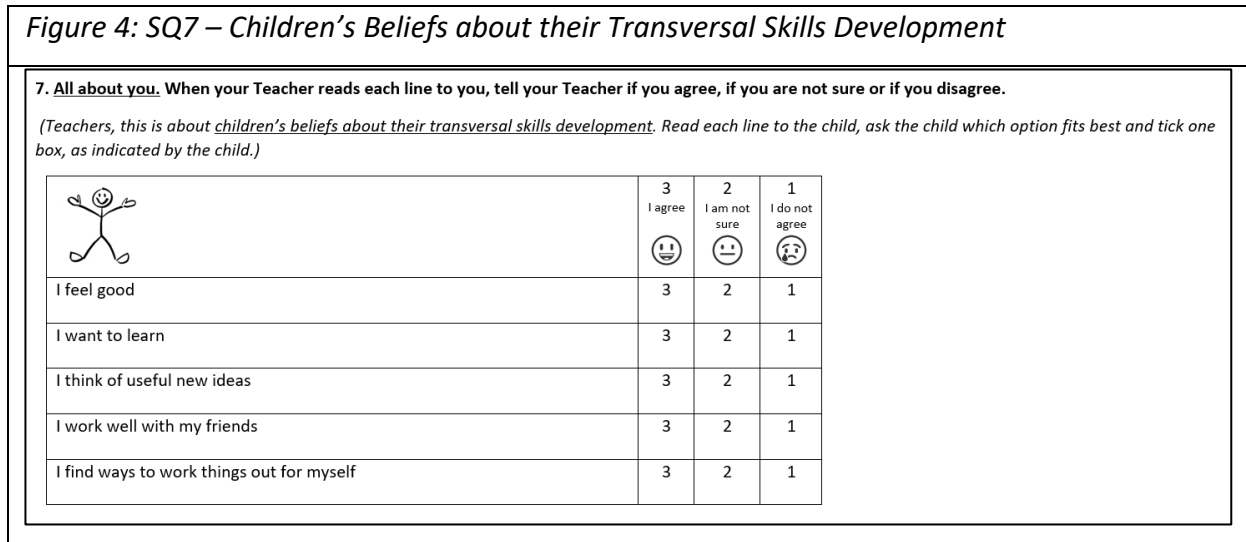 Figure 4: SQ7 – Children’s Beliefs about their Transversal Skills Development
7. All about you. When your Teacher reads each line to you, tell your Teacher if you agree, if you are not sure or if you disagree.
(Teachers, this is about children’s beliefs about their transversal skills development. Read each line to the child, ask the child which option fits best and tick one
box, as indicated by the child.)
3 2 1
I agree I am not I do not
sure agree
I feel good 3 2 1
I want to learn 3 2 1
I think of useful new ideas 3 2 1
I work well with my friends 3 2 1
I find ways to work things out for myself 3 2 1